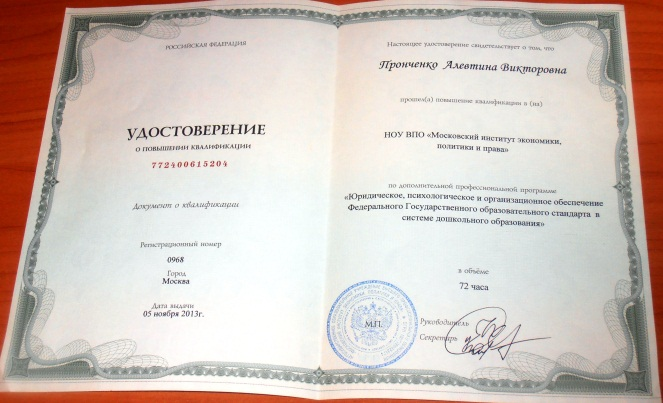 РОССИЙСКАЯ ФЕДЕРАЦИЯ
УДОСТОВЕРЕНИЕ
О ПОВЫШЕНИИ КВАЛИФИКАЦИИ
772400615204
Документ о квалификации
Регистрационный номер
0968
Город
Москва
Дата выдачи
05 ноября 2013г.
Настоящее удостоверение свидетельствует о том, что
Пронченко Алевтина Викторовна
прошел(а) повышение квалификации в (на)
НОУ ВПО «Московский институт экономики,
политики и права»
по дополнительной профессиональной программе
«Юридическое, психологическое и организационное обеспечение
Федерального Государственного образовательного стандарта в
системе дошкольного образования»
в объёме
72 часа
М.П.
Руководитель
Секретарь